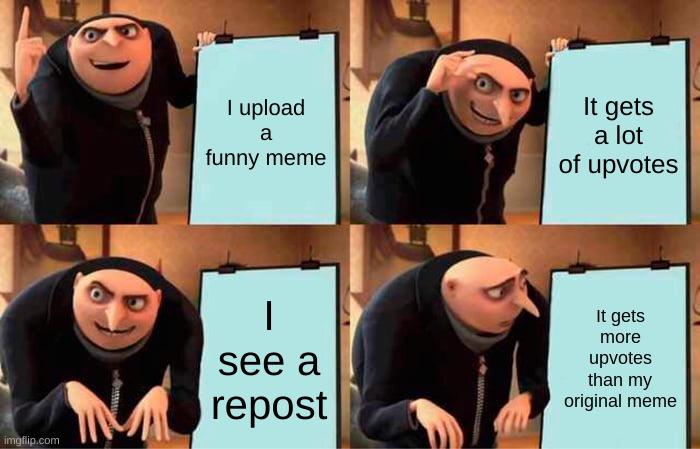 I upload
a
funny meme
It gets
a lot
of upvotes
I
see a
repost
It gets
more
upvotes
than my
original meme
imgflip.com